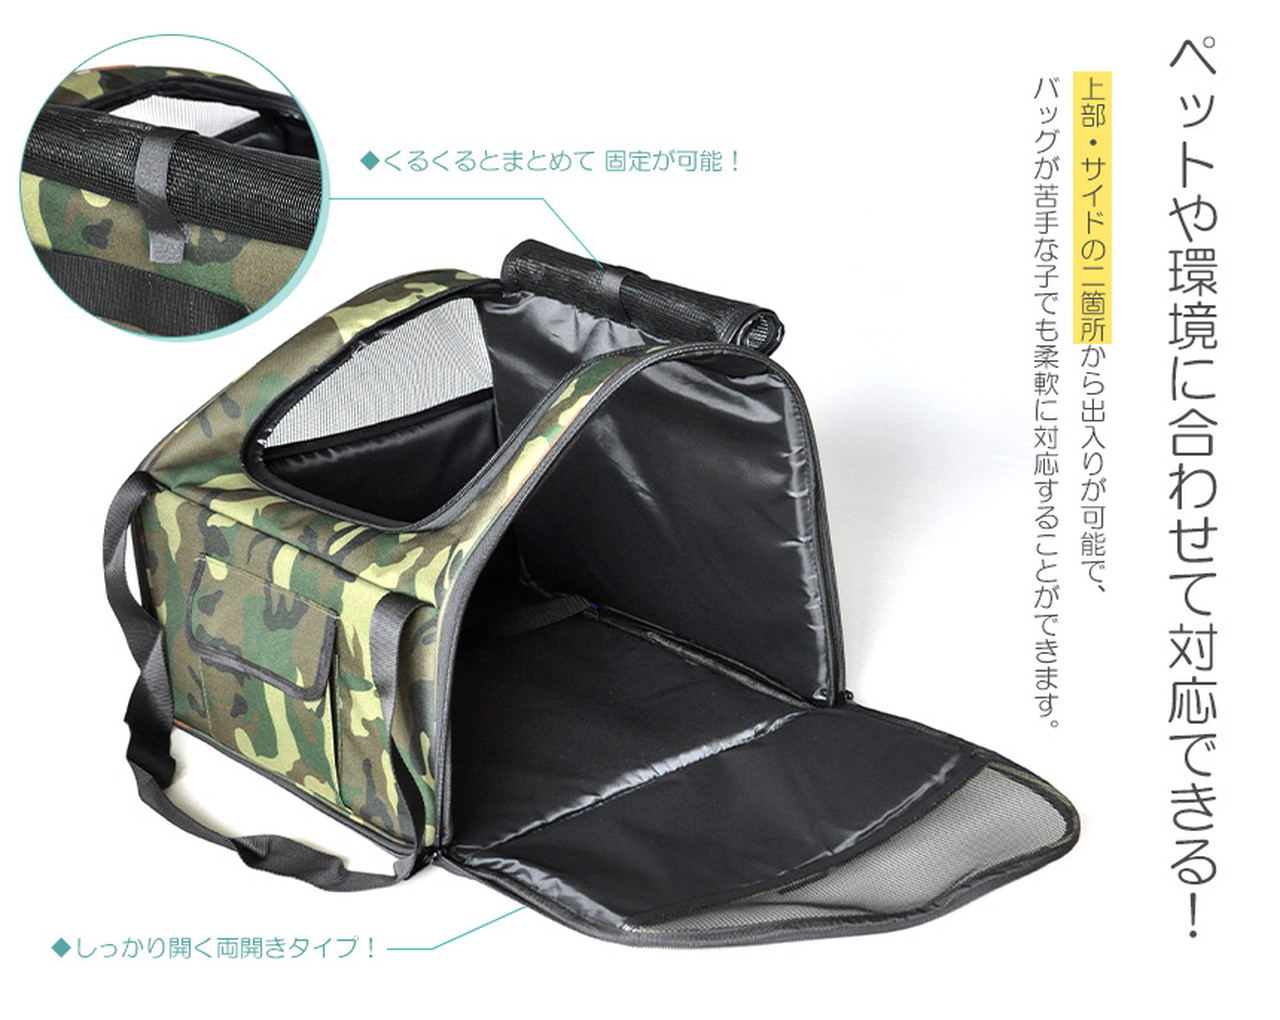 ペットや環境に合わせて対応できる！
上部・サイドの二箇所から出入りが可能で、
バッグが苦手な子でも柔軟に対応することができます。
◆くるくるとまとめて 固定が可能！
◆しっかり開く両開きタイプ！